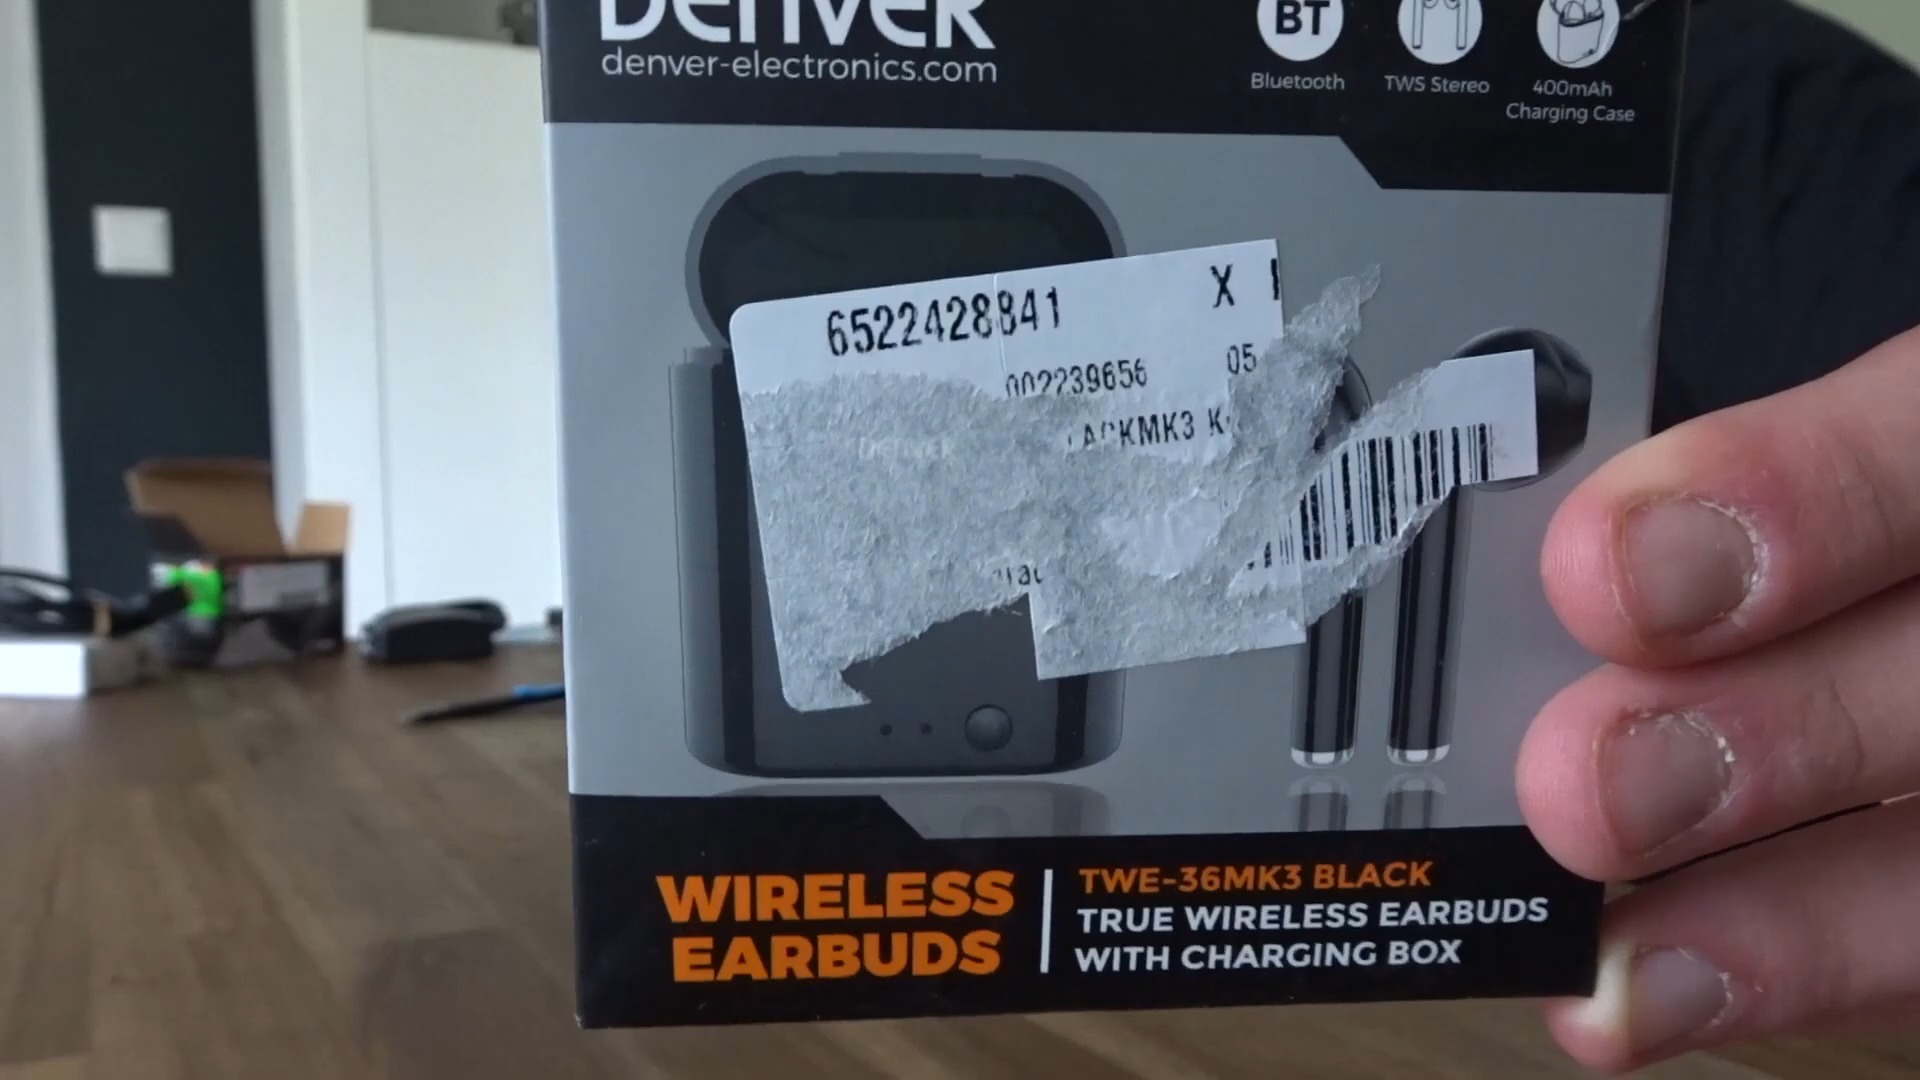 DENVER
denver-electronics.com
BT
Bluetooth
TWS Stereo
400mAh
Charging Case
6522428841 X
002239656 05
ACKMK3 K
WIRELESS
EARBUDS
TWE-36MK3 BLACK
TRUE WIRELESS EARBUDS
WITH CHARGING BOX